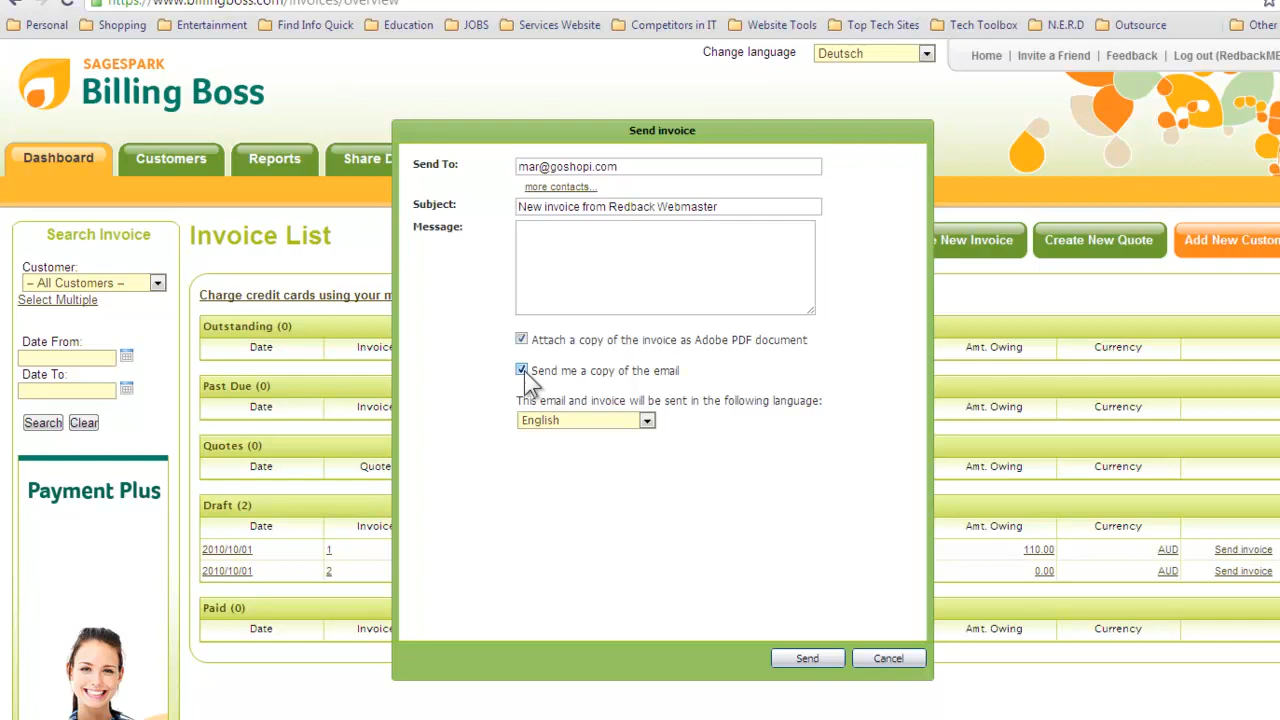 https://www.billingboss.com/invoices/overview
Personal Shopping Entertainment Find Info Quick Education JOBS Services Website Competitors in IT Website Tools Top Tech Sites Tech Toolbox N.E.R.D Outsource Other
Change language Deutsch Home | Invite a Friend | Feedback | Log out (RedbackME
SAGESPARK
Billing Boss
Dashboard Customers Reports Share D
Send invoice
Send To: mar@goshopi.com
more contacts...
Subject: New invoice from Redback Webmaster
Message:
Attach a copy of the invoice as Adobe PDF document
Send me a copy of the email
This email and invoice will be sent in the following language:
English
Send Cancel
Search Invoice
Customer:
– All Customers –
Select Multiple
Date From:
Date To:
Search Clear
Payment Plus
Invoice List
New Invoice Create New Quote Add New Custom
Charge credit cards using your m
Outstanding (0)
Date Invoice Amt. Owing Currency
Past Due (0)
Date Invoice Amt. Owing Currency
Quotes (0)
Date Quote Amt. Owing Currency
Draft (2)
Date Invoice Amt. Owing Currency
2010/10/01 1 110.00 AUD Send invoice
2010/10/01 2 0.00 AUD Send invoice
Paid (0)
Date Invoice Amt. Owing Currency